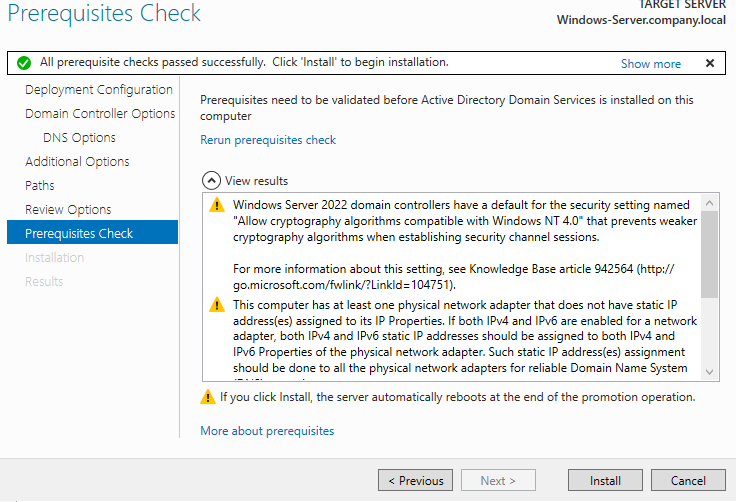 Prerequisites Check
TARGET SERVER
Windows-Server.company.local
All prerequisite checks passed successfully. Click 'Install' to begin installation.
Show more
Deployment Configuration
Domain Controller Options
DNS Options
Additional Options
Paths
Review Options
Prerequisites Check
Installation
Results
Prerequisites need to be validated before Active Directory Domain Services is installed on this
computer
Rerun prerequisites check
View results
Windows Server 2022 domain controllers have a default for the security setting named
"Allow cryptography algorithms compatible with Windows NT 4.0" that prevents weaker
cryptography algorithms when establishing security channel sessions.
For more information about this setting, see Knowledge Base article 942564 (http://
go.microsoft.com/fwlink/?LinkId=104751).
This computer has at least one physical network adapter that does not have static IP
address(es) assigned to its IP Properties. If both IPv4 and IPv6 are enabled for a network
adapter, both IPv4 and IPv6 static IP addresses should be assigned to both IPv4 and
IPv6 Properties of the physical network adapter. Such static IP address(es) assignment
should be done to all the physical network adapters for reliable Domain Name System
If you click Install, the server automatically reboots at the end of the promotion operation.
More about prerequisites
< Previous
Next >
Install
Cancel